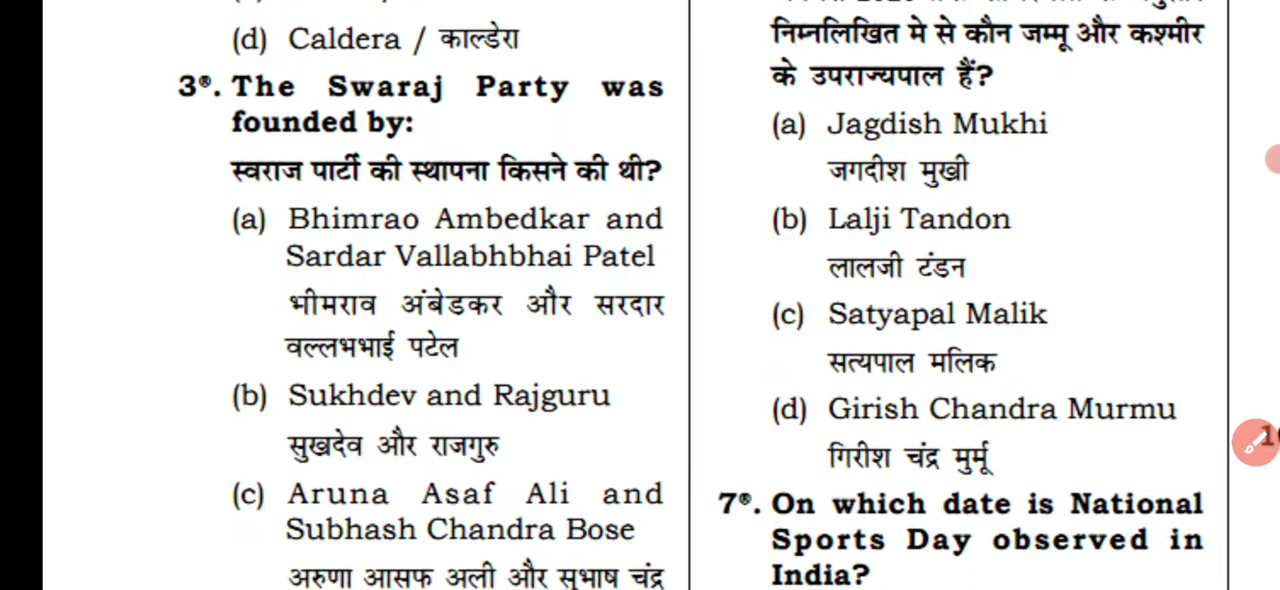 (d) Caldera / काल्डेरा
3®. The Swaraj Party was
founded by:
स्वराज पार्टी की स्थापना किसने की थी?
(a) Bhimrao Ambedkar and
Sardar Vallabhbhai Patel
भीमराव अंबेडकर और सरदार
वल्लभभाई पटेल
(b) Sukhdev and Rajguru
सुखदेव और राजगुरु
(c) Aruna Asaf Ali and
Subhash Chandra Bose
अरुणा आसफ अली और सुभाष चंद्र
निम्नलिखित मे से कौन जम्मू और कश्मीर
के उपराज्यपाल हैं?
(a) Jagdish Mukhi
जगदीश मुखी
(b) Lalji Tandon
लालजी टंडन
(c) Satyapal Malik
सत्यपाल मलिक
(d) Girish Chandra Murmu
गिरीश चंद्र मुर्मू
7®. On which date is National
Sports Day observed in
India?